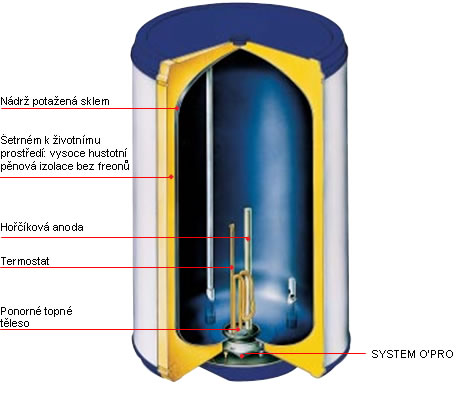 Nádrž potažená sklem
Šetrném k životnímu
prostředí: vysoce hustotní
pěnová izolace bez freonů
Hořčíková anoda
Termostat
Ponorné topné
těleso
SYSTEM O'PRO